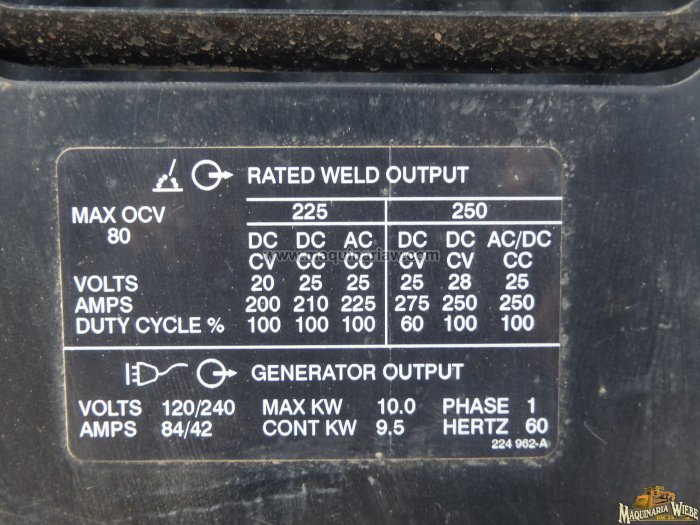 RATED WELD OUTPUT
MAX OCV 225 250
80
DC DC AC DC DC AC/DC
CV CC CC CV CV CC
www.maquinariaw.com
VOLTS 20 25 25 25 28 25
AMPS 200 210 225 275 250 250
DUTY CYCLE % 100 100 100 60 100 100
GENERATOR OUTPUT
VOLTS 120/240 MAX KW 10.0 PHASE 1
AMPS 84/42 CONT KW 9.5 HERTZ 60
224 962-A
MAQUINARIA WIEBE